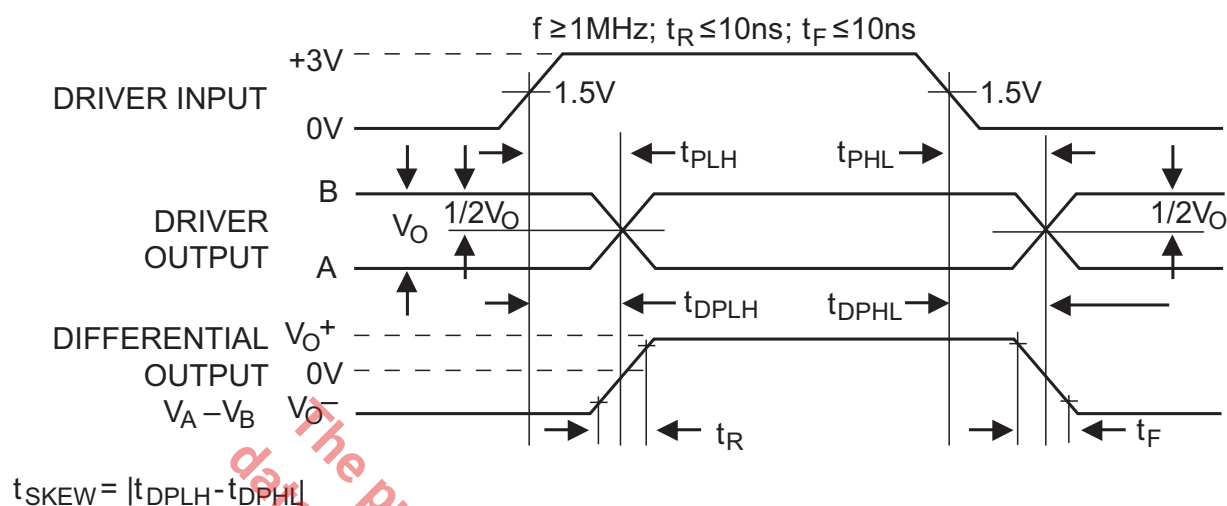 f ≥1MHz; tR ≤10ns; tF ≤10ns
+3V
DRIVER INPUT
1.5V
1.5V
0V
tPLH
tPHL
B
DRIVER
OUTPUT
VO
1/2VO
1/2VO
A
tDPLH
tDPHL
DIFFERENTIAL
OUTPUT
VA –VB
VO+
0V
VO–
tR
tF
tSKEW = |tDPLH - tDPHL|
The